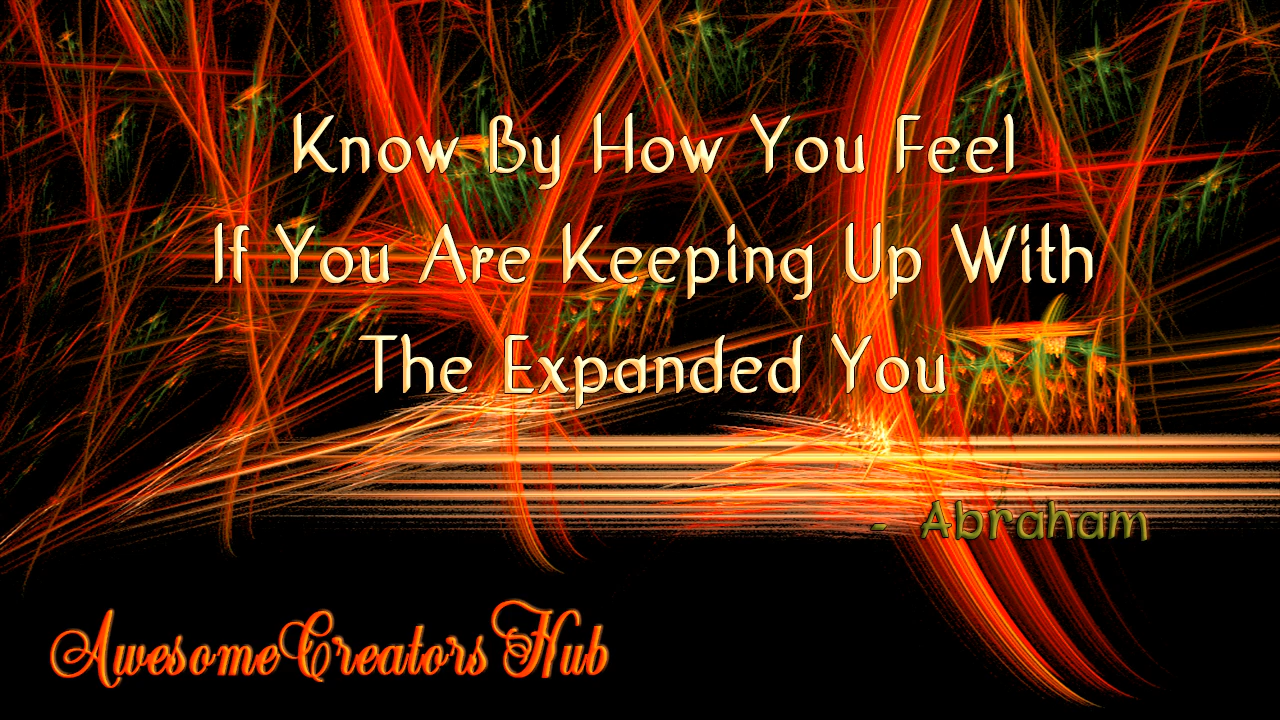 Know By How You Feel
If You Are Keeping Up With
The Expanded You
- Abraham
AwesomeCreatorsHub